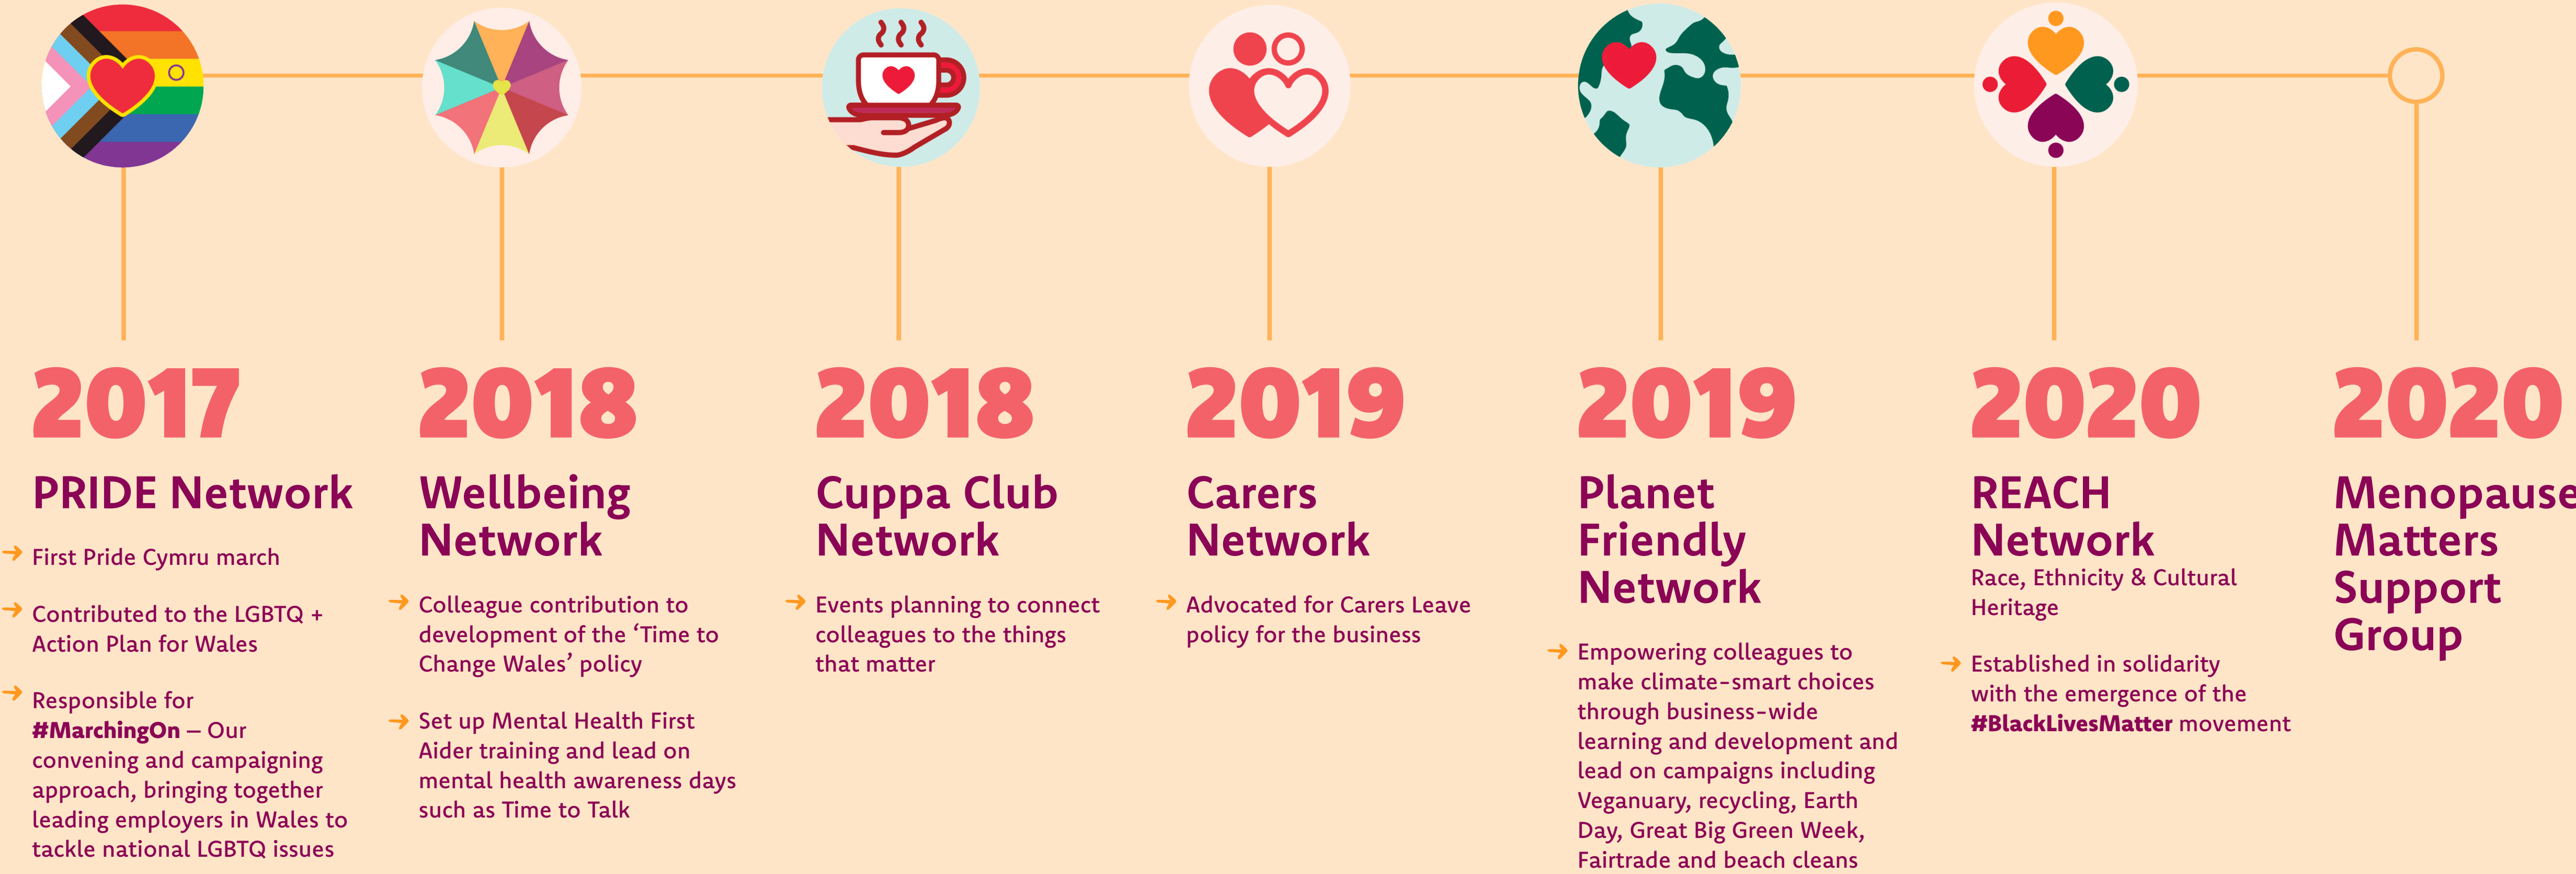 2017
PRIDE Network
First Pride Cymru march
Contributed to the LGBTQ +
Action Plan for Wales
Responsible for
#MarchingOn – Our
convening and campaigning
approach, bringing together
leading employers in Wales to
tackle national LGBTQ issues
2018
Wellbeing
Network
Colleague contribution to
development of the ‘Time to
Change Wales’ policy
Set up Mental Health First
Aider training and lead on
mental health awareness days
such as Time to Talk
2018
Cuppa Club
Network
Events planning to connect
colleagues to the things
that matter
2019
Carers
Network
Advocated for Carers Leave
policy for the business
2019
Planet
Friendly
Network
Empowering colleagues to
make climate-smart choices
through business-wide
learning and development and
lead on campaigns including
Veganuary, recycling, Earth
Day, Great Big Green Week,
Fairtrade and beach cleans
2020
REACH
Network
Race, Ethnicity & Cultural
Heritage
Established in solidarity
with the emergence of the
#BlackLivesMatter movement
2020
Menopause
Matters
Support
Group